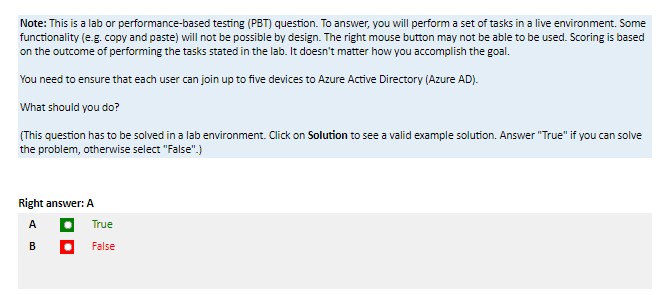 Note: This is a lab or performance-based testing (PBT) question. To answer, you will perform a set of tasks in a live environment. Some
functionality (e.g. copy and paste) will not be possible by design. The right mouse button may not be able to be used. Scoring is based
on the outcome of performing the tasks stated in the lab. It doesn't matter how you accomplish the goal.
You need to ensure that each user can join up to five devices to Azure Active Directory (Azure AD).
What should you do?
(This question has to be solved in a lab environment. Click on Solution to see a valid example solution. Answer "True" if you can solve
the problem, otherwise select "False".)
Right answer: A
A True
B False